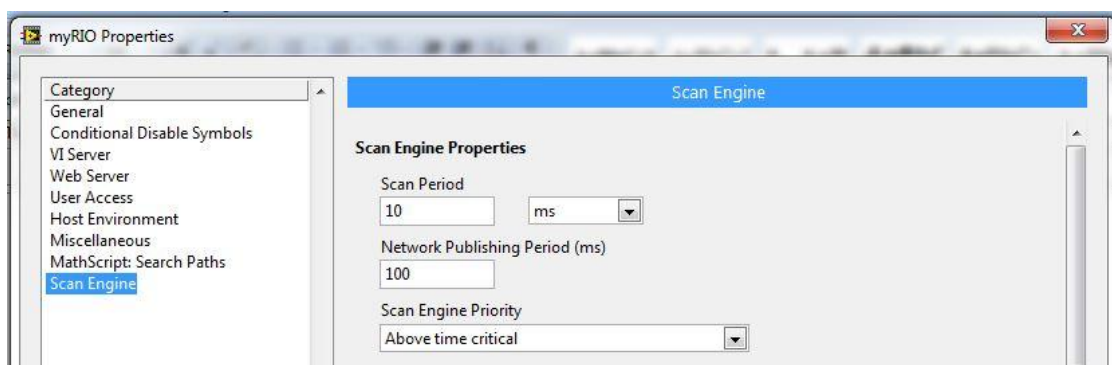 myRIO Properties
Category
General
Conditional Disable Symbols
VI Server
Web Server
User Access
Host Environment
Miscellaneous
MathScript: Search Paths
Scan Engine
Scan Engine
Scan Engine Properties
Scan Period
10 ms
Network Publishing Period (ms)
100
Scan Engine Priority
Above time critical